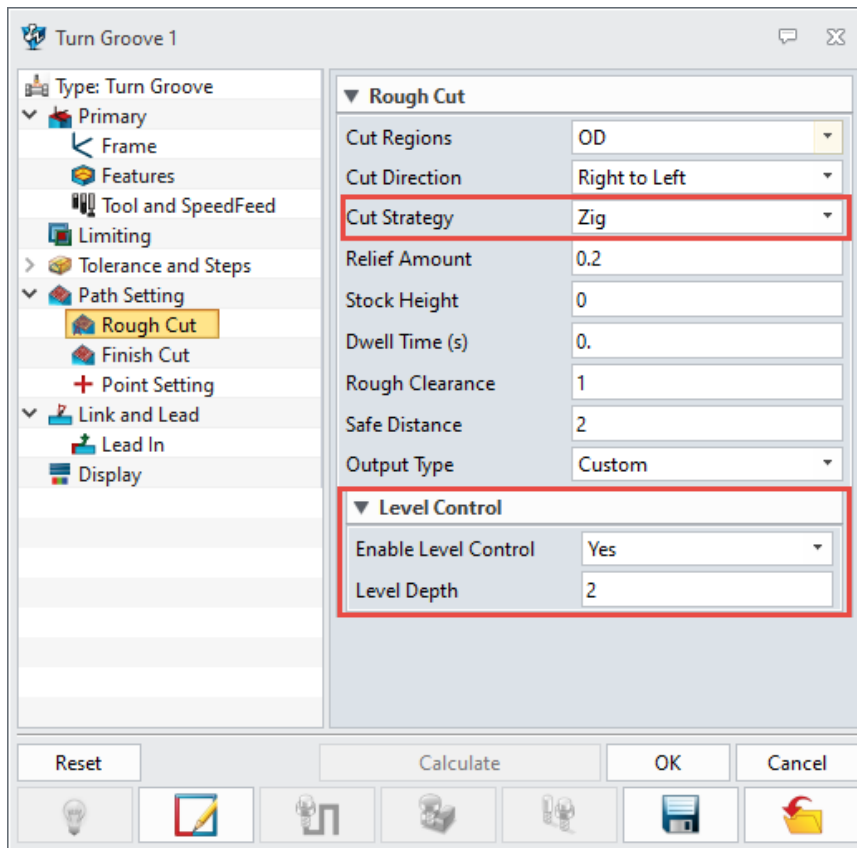 Turn Groove 1
Type: Turn Groove
Primary
Frame
Features
Tool and SpeedFeed
Limiting
Tolerance and Steps
Path Setting
Rough Cut
Finish Cut
Point Setting
Link and Lead
Lead In
Display
Rough Cut
Cut Regions OD
Cut Direction Right to Left
Cut Strategy Zig
Relief Amount 0.2
Stock Height 0
Dwell Time (s) 0.
Rough Clearance 1
Safe Distance 2
Output Type Custom
Level Control
Enable Level Control Yes
Level Depth 2
Reset Calculate OK Cancel